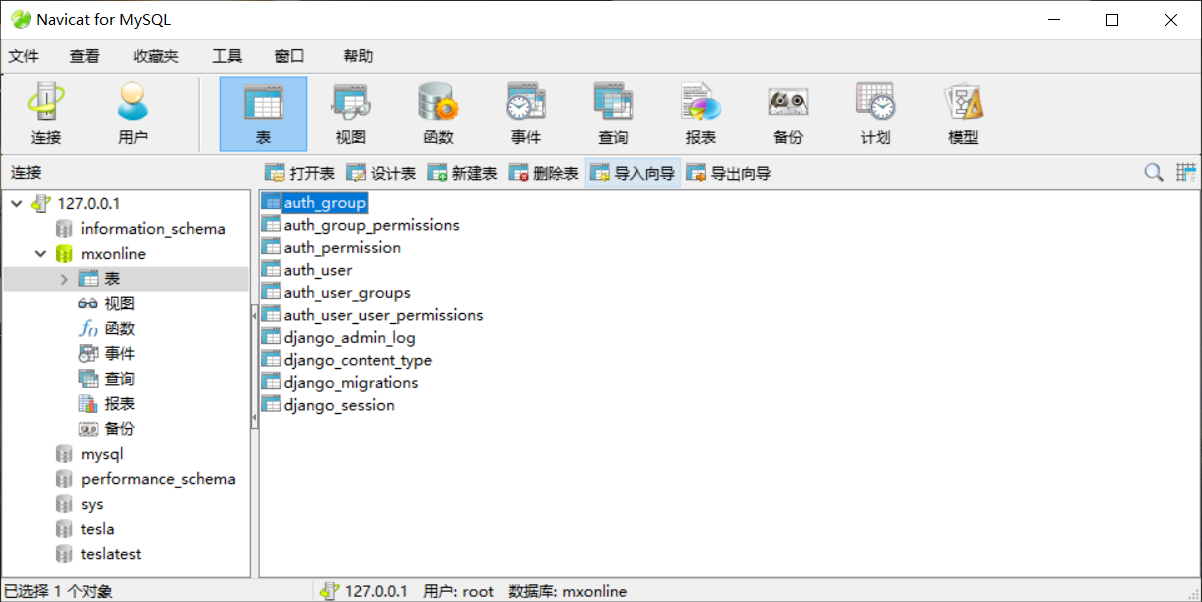 Navicat for MySQL
文件 查看 收藏夹 工具 窗口 帮助
连接 用户 表 视图 函数 事件 查询 报表 备份 计划 模型
连接 打开表 设计表 新建表 删除表 导入向导 导出向导
127.0.0.1
information_schema
mxonline
表
视图
函数
事件
查询
报表
备份
mysql
performance_schema
sys
tesla
teslatest
auth_group
auth_group_permissions
auth_permission
auth_user
auth_user_groups
auth_user_user_permissions
django_admin_log
django_content_type
django_migrations
django_session
已选择 1 个对象 127.0.0.1 用户: root 数据库: mxonline